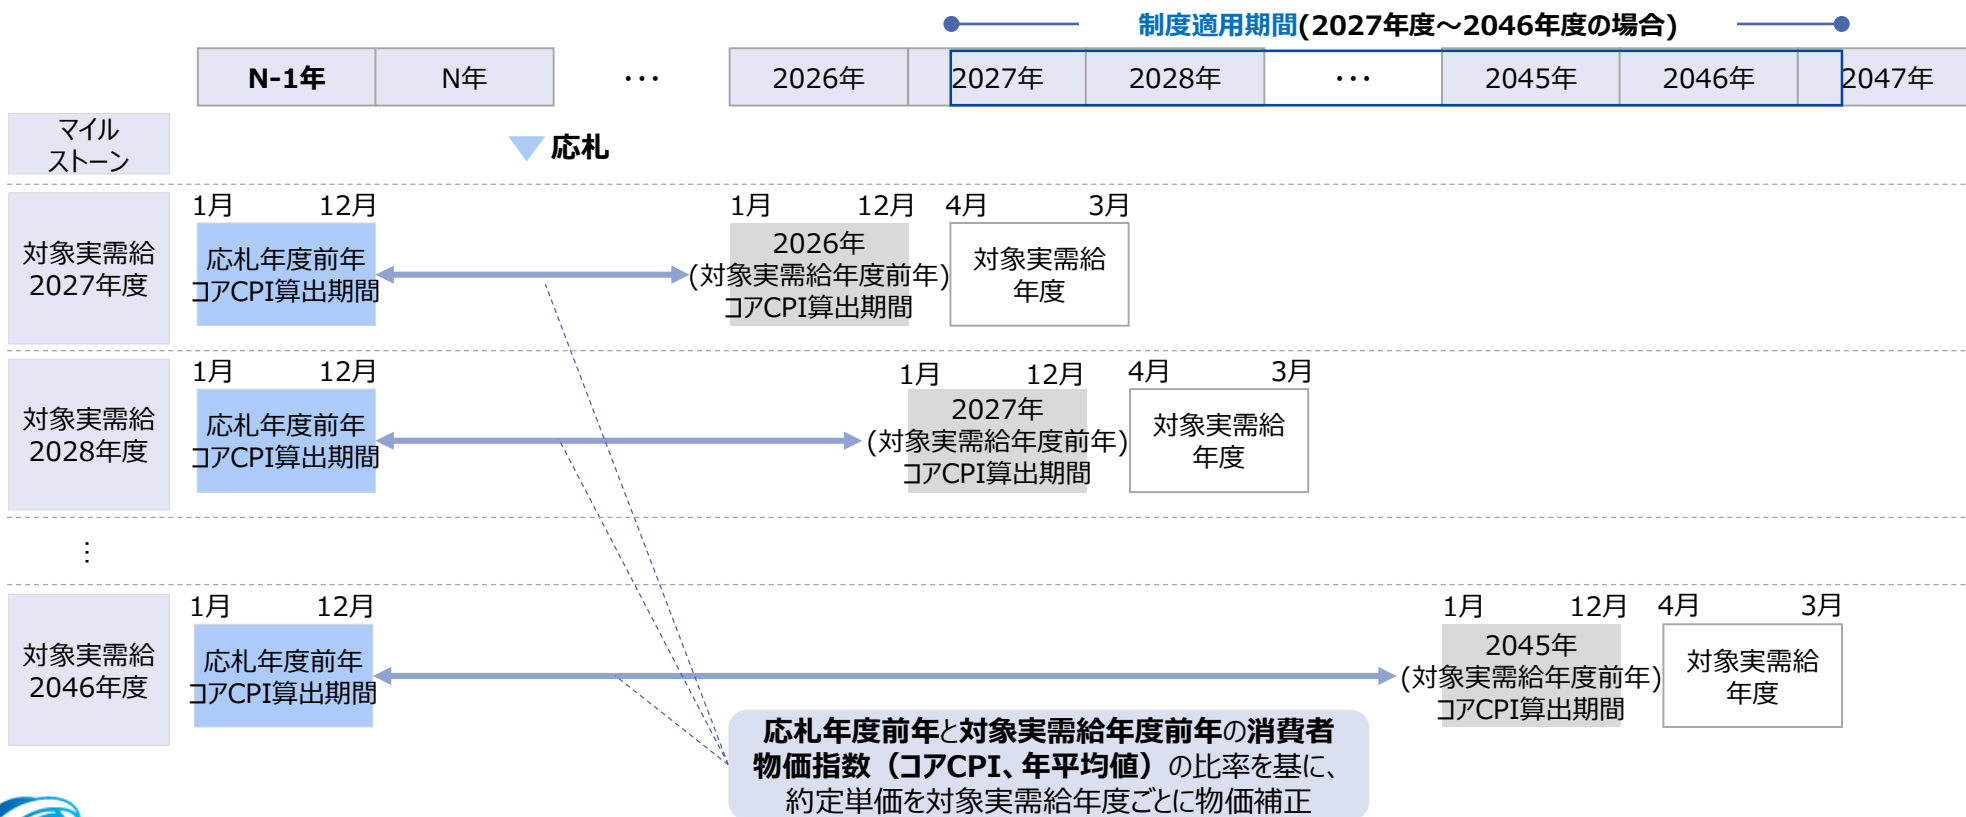 制度適用期間(2027年度～2046年度の場合)
N-1年
N年
…
2026年
2027年
2028年
…
2045年
2046年
2047年
マイル
ストーン
応札
対象実需給
2027年度
1月
12月
応札年度前年
コアCPI算出期間
1月
12月
2026年
(対象実需給年度前年)
コアCPI算出期間
4月
3月
対象実需給
年度
対象実需給
2028年度
1月
12月
応札年度前年
コアCPI算出期間
1月
12月
2027年
(対象実需給年度前年)
コアCPI算出期間
4月
3月
対象実需給
年度
…
対象実需給
2046年度
1月
12月
応札年度前年
コアCPI算出期間
1月
12月
2045年
(対象実需給年度前年)
コアCPI算出期間
4月
3月
対象実需給
年度
応札年度前年と対象実需給年度前年の消費者
物価指数（コアCPI、年平均値）の比率を基に、
約定単価を対象実需給年度ごとに物価補正